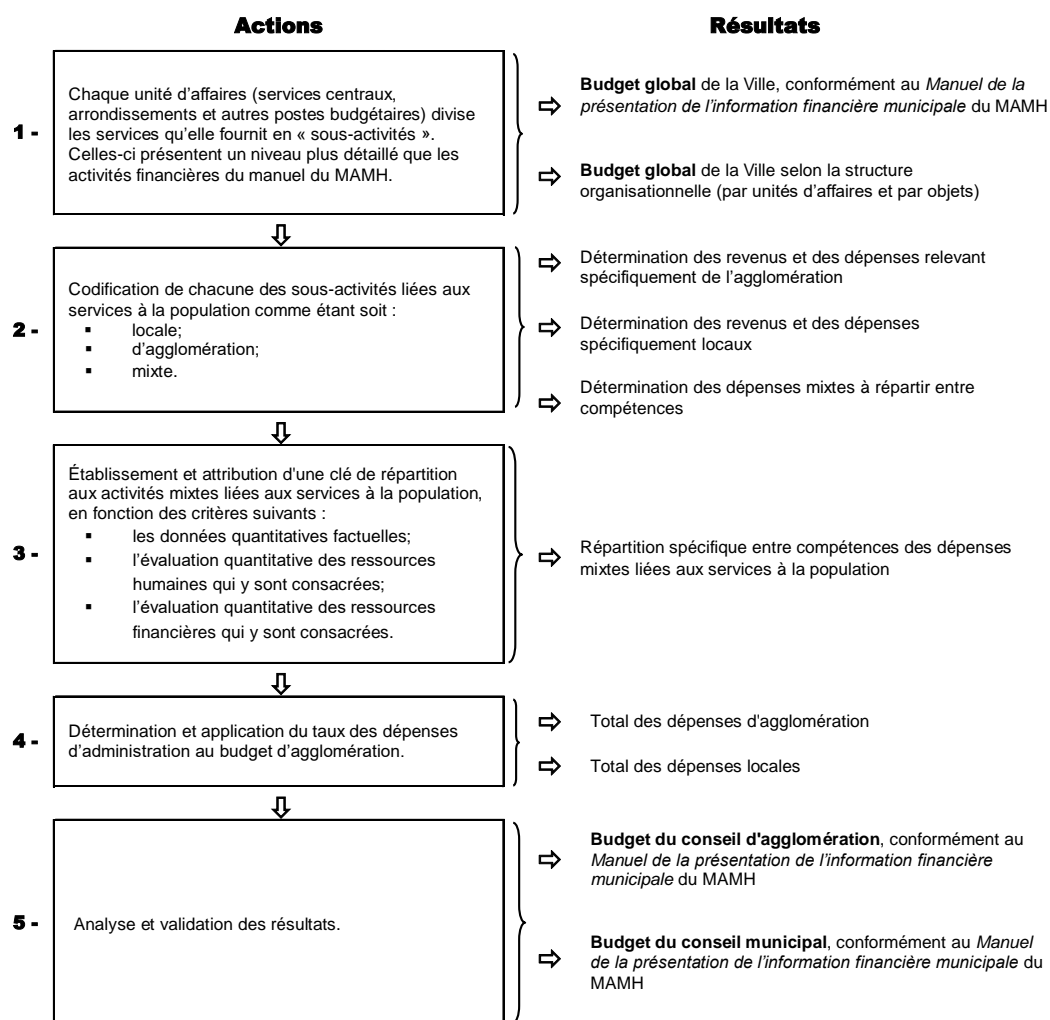 Actions
Résultats
1 -
Chaque unité d'affaires (services centraux,
arrondissements et autres postes budgétaires) divise
les services qu'elle fournit en « sous-activités ».
Celles-ci présentent un niveau plus détaillé que les
activités financières du manuel du MAMH.
⇨ Budget global de la Ville, conformément au Manuel de la
présentation de l'information financière municipale du MAMH
⇨ Budget global de la Ville selon la structure
organisationnelle (par unités d'affaires et par objets)
2 -
Codification de chacune des sous-activités liées aux
services à la population comme étant soit :
▪ locale;
▪ d'agglomération;
▪ mixte.
⇨ Détermination des revenus et des dépenses relevant
spécifiquement de l'agglomération
⇨ Détermination des revenus et des dépenses
spécifiquement locaux
⇨ Détermination des dépenses mixtes à répartir entre
compétences
3 -
Établissement et attribution d'une clé de répartition
aux activités mixtes liées aux services à la population,
en fonction des critères suivants :
▪ les données quantitatives factuelles;
▪ l'évaluation quantitative des ressources
humaines qui y sont consacrées;
▪ l'évaluation quantitative des ressources
financières qui y sont consacrées.
⇨ Répartition spécifique entre compétences des dépenses
mixtes liées aux services à la population
4 -
Détermination et application du taux des dépenses
d'administration au budget d'agglomération.
⇨ Total des dépenses d'agglomération
⇨ Total des dépenses locales
5 -
Analyse et validation des résultats.
⇨ Budget du conseil d'agglomération, conformément au
Manuel de la présentation de l'information financière
municipale du MAMH
⇨ Budget du conseil municipal, conformément au Manuel
de la présentation de l'information financière municipale du
MAMH